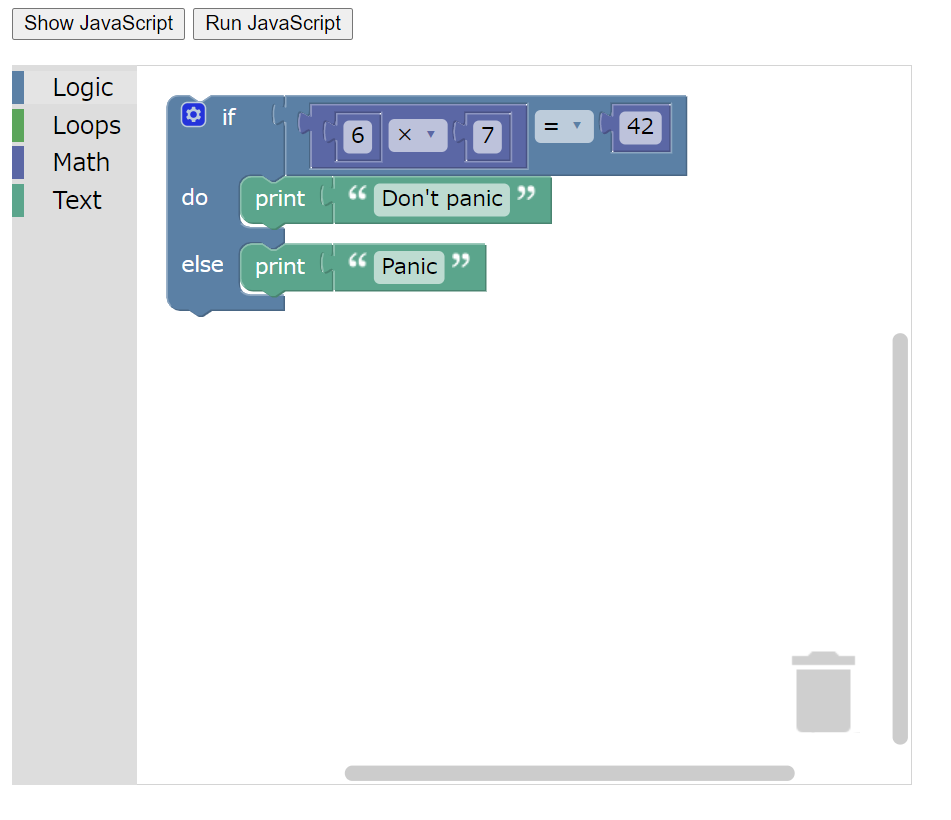 Show JavaScript Run JavaScript
Logic
Loops
Math
Text
if 6 × 7 = 42
do print “ Don't panic ”
else print “ Panic ”